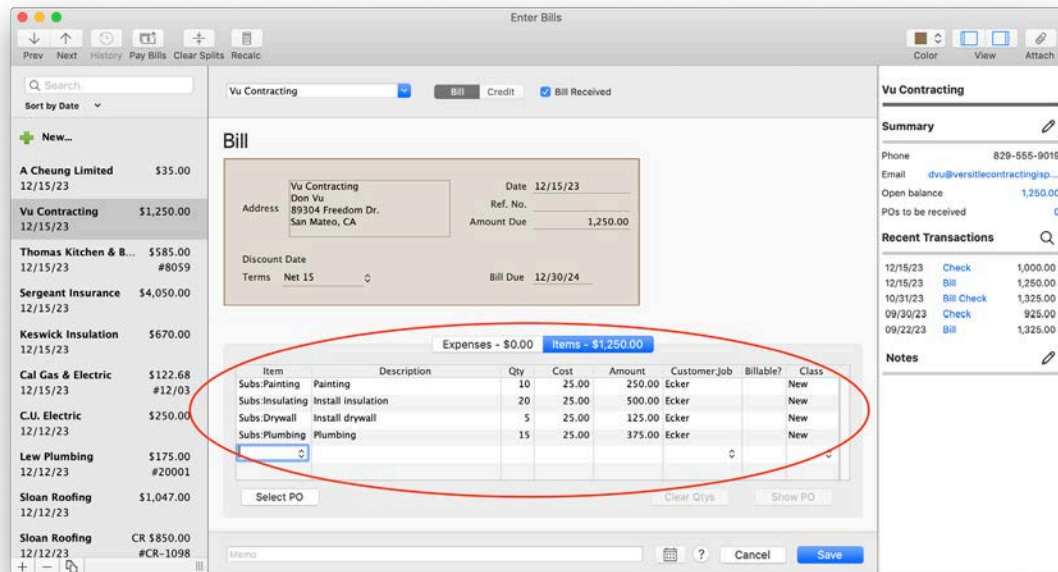 Enter Bills
Prev Next History Pay Bills Clear Splits Recalc Color View Attach
Search
Sort by Date
New...
A Cheung Limited $35.00
12/15/23
Vu Contracting $1,250.00
12/15/23
Thomas Kitchen & B... $585.00
12/15/23 #8059
Sergeant Insurance $4,050.00
12/15/23
Keswick Insulation $670.00
12/15/23
Cal Gas & Electric $122.68
12/15/23 #12/03
C.U. Electric $250.00
12/12/23
Lew Plumbing $175.00
12/12/23 #20001
Sloan Roofing $1,047.00
12/12/23
Sloan Roofing CR $850.00
12/12/23 #CR-1098
Vu Contracting Bill Credit Bill Received
Bill
Address
Vu Contracting
Don Vu
89304 Freedom Dr.
San Mateo, CA
Date 12/15/23
Ref. No.
Amount Due 1,250.00
Discount Date
Terms Net 15 Bill Due 12/30/24
Expenses - $0.00 Items - $1,250.00
Item Description Qty Cost Amount Customer:Job Billable? Class
Subs:Painting Painting 10 25.00 250.00 Ecker New
Subs:Insulating Install insulation 20 25.00 500.00 Ecker New
Subs:Drywall Install drywall 5 25.00 125.00 Ecker New
Subs:Plumbing Plumbing 15 25.00 375.00 Ecker New
Select PO Clear Qtys Show PO
Memo ? Cancel Save
Vu Contracting
Summary
Phone 829-555-9019
Email dvu@versitlecontractingisp...
Open balance 1,250.00
POs to be received 0
Recent Transactions
12/15/23 Check 1,000.00
12/15/23 Bill 1,250.00
10/31/23 Bill Check 1,325.00
09/30/23 Check 925.00
09/22/23 Bill 1,325.00
Notes